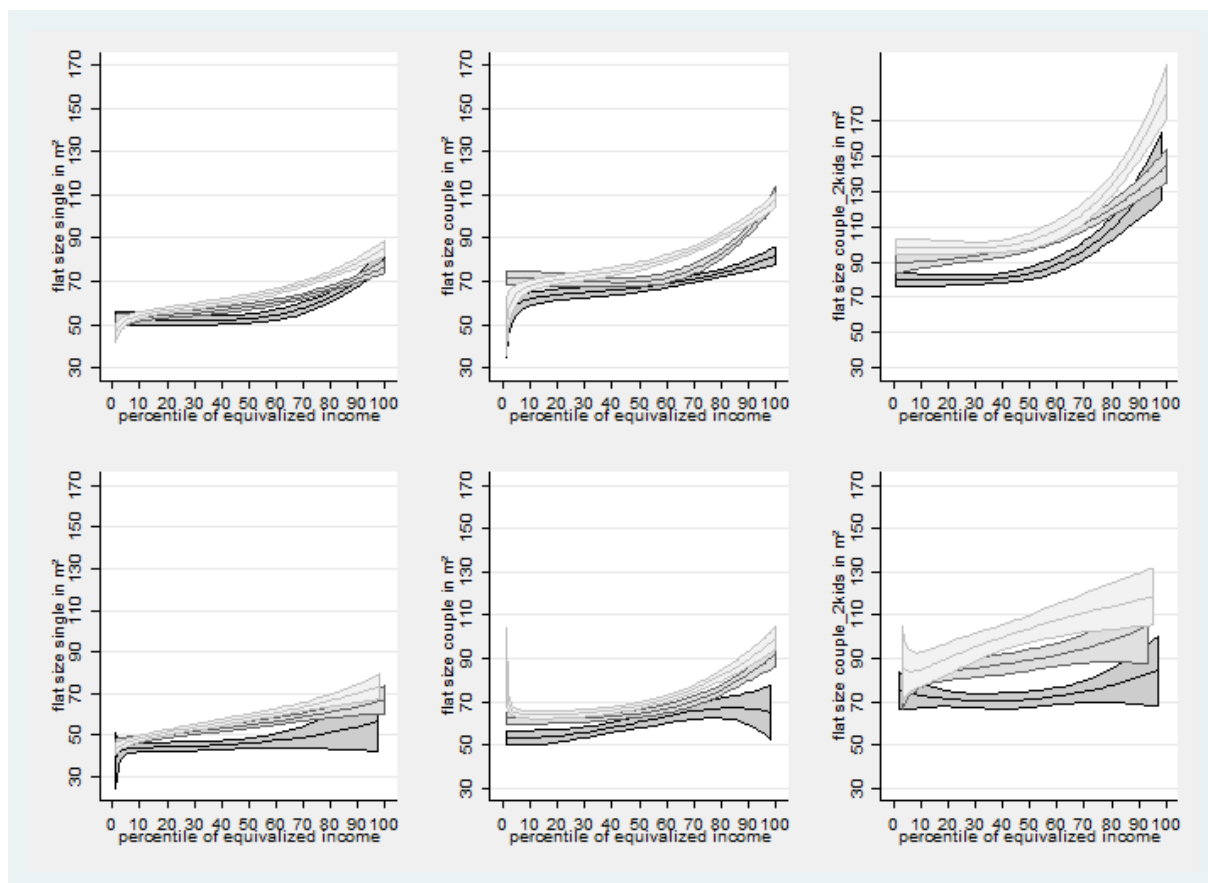 flat size single in m²
30 50 70 90 110 130 150 170
0 10 20 30 40 50 60 70 80 90 100
percentile of equivalized income
flat size couple in m²
30 50 70 90 110 130 150 170
0 10 20 30 40 50 60 70 80 90 100
percentile of equivalized income
flat size couple_2kids in m²
30 50 70 90 110 130 150 170
0 10 20 30 40 50 60 70 80 90 100
percentile of equivalized income
flat size single in m²
30 50 70 90 110 130 150 170
0 10 20 30 40 50 60 70 80 90 100
percentile of equivalized income
flat size couple in m²
30 50 70 90 110 130 150 170
0 10 20 30 40 50 60 70 80 90 100
percentile of equivalized income
flat size couple_2kids in m²
30 50 70 90 110 130 150 170
0 10 20 30 40 50 60 70 80 90 100
percentile of equivalized income